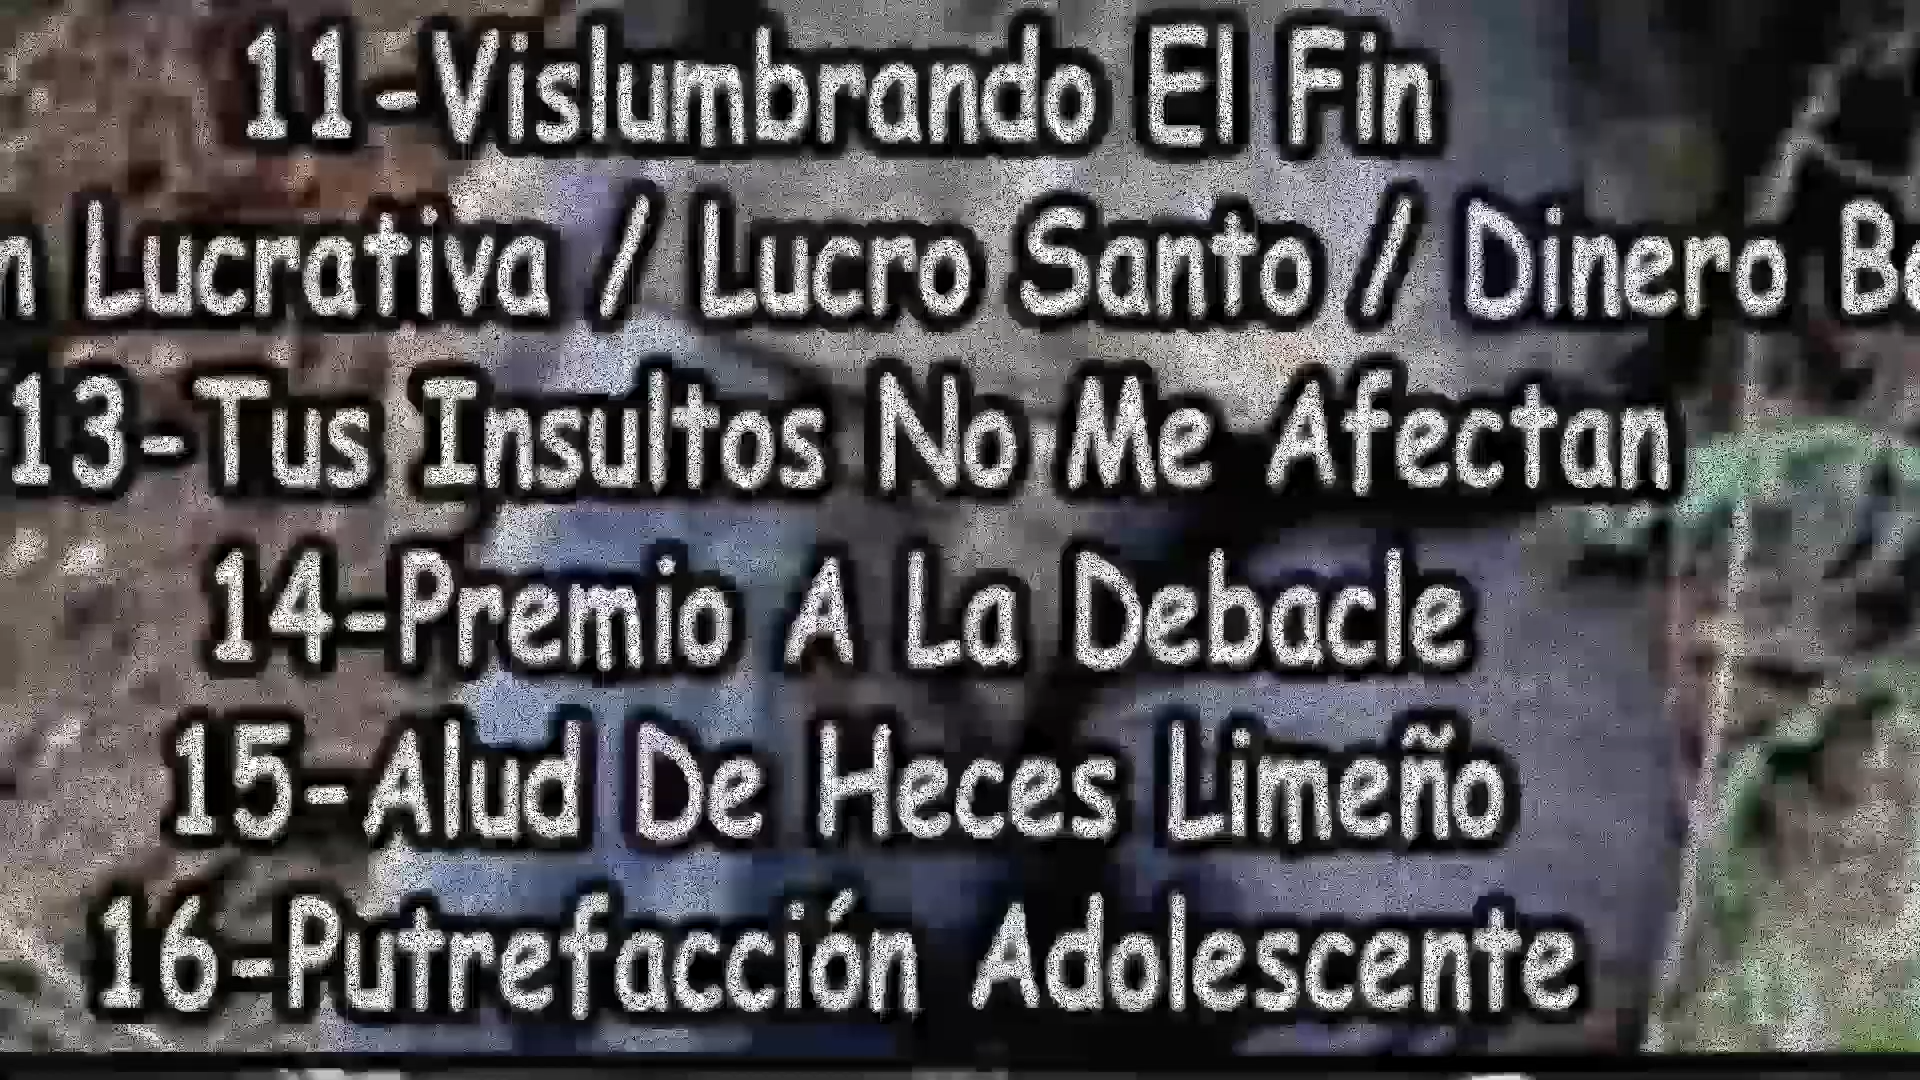 11-Vislumbrando El Fin
Lucrativa / Lucro Santo / Dinero
13-Tus Insultos No Me Afectan
14-Premio A La Debacle
15-Alud De Heces Limeño
16-Putrefacción Adolescente